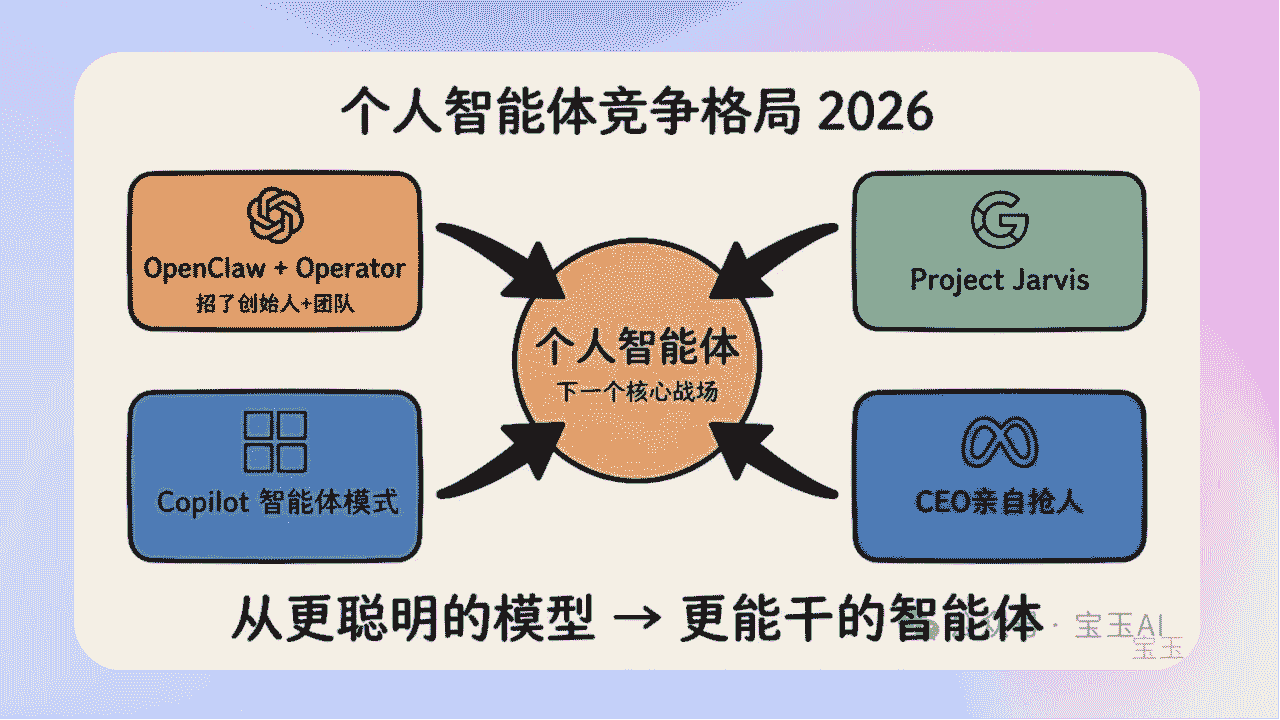 个人智能体竞争格局 2026
OpenClaw + Operator
招了创始人+团队
Project Jarvis
个人智能体
下一个核心战场
Copilot 智能体模式
CEO亲自抢人
从更聪明的模型 → 更能干的智能体
· 宝玉AI
宝玉